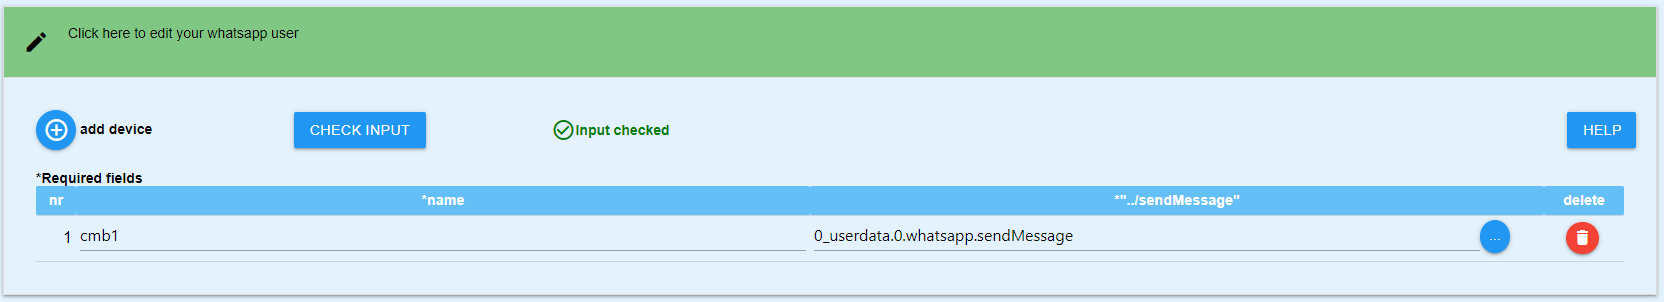 Click here to edit your whatsapp user
add device
CHECK INPUT
Input checked
HELP
*Required fields
nr *name *"../sendMessage" delete
1 cmb1 0_userdata.0.whatsapp.sendMessage ...